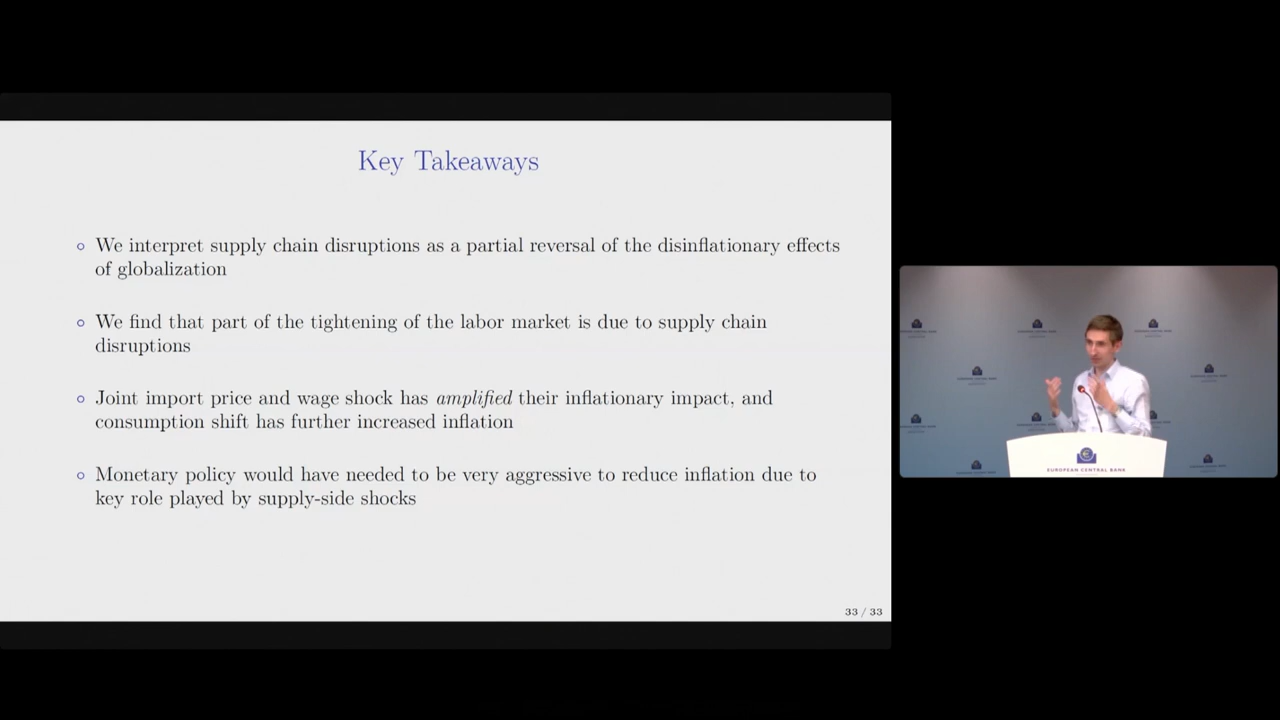 Key Takeaways
We interpret supply chain disruptions as a partial reversal of the disinflationary effects
of globalization
We find that part of the tightening of the labor market is due to supply chain
disruptions
Joint import price and wage shock has amplified their inflationary impact, and
consumption shift has further increased inflation
Monetary policy would have needed to be very aggressive to reduce inflation due to
key role played by supply-side shocks
33 / 33
EUROPEAN CENTRAL BANK